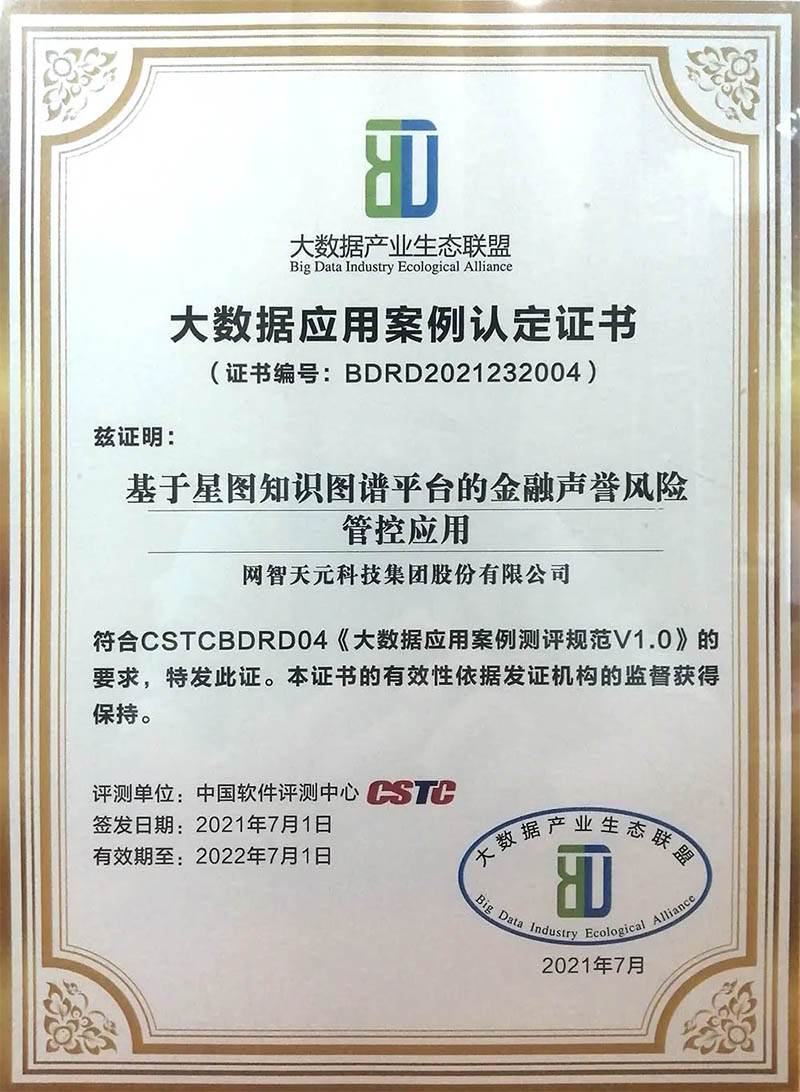 大数据产业生态联盟
Big Data Industry Ecological Alliance
大数据应用案例认定证书
（证书编号：BDRD2021232004）
兹证明：
基于星图知识图谱平台的金融声誉风险
管控应用
网智天元科技集团股份有限公司
符合CSTCBDRD04《大数据应用案例测评规范V1.0》的
要求，特发此证。本证书的有效性依据发证机构的监督获得
保持。
评测单位：中国软件评测中心 CSTC
签发日期：2021年7月1日
有效期至：2022年7月1日
大数据产业生态联盟
Big Data Industry Ecological Alliance
2021年7月